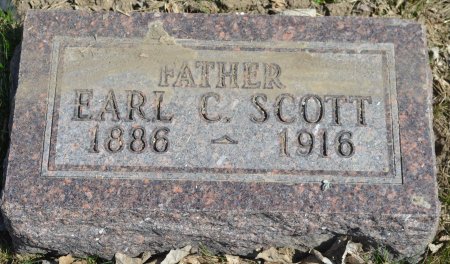 FATHER
EARL C. SCOTT
1886 - 1916